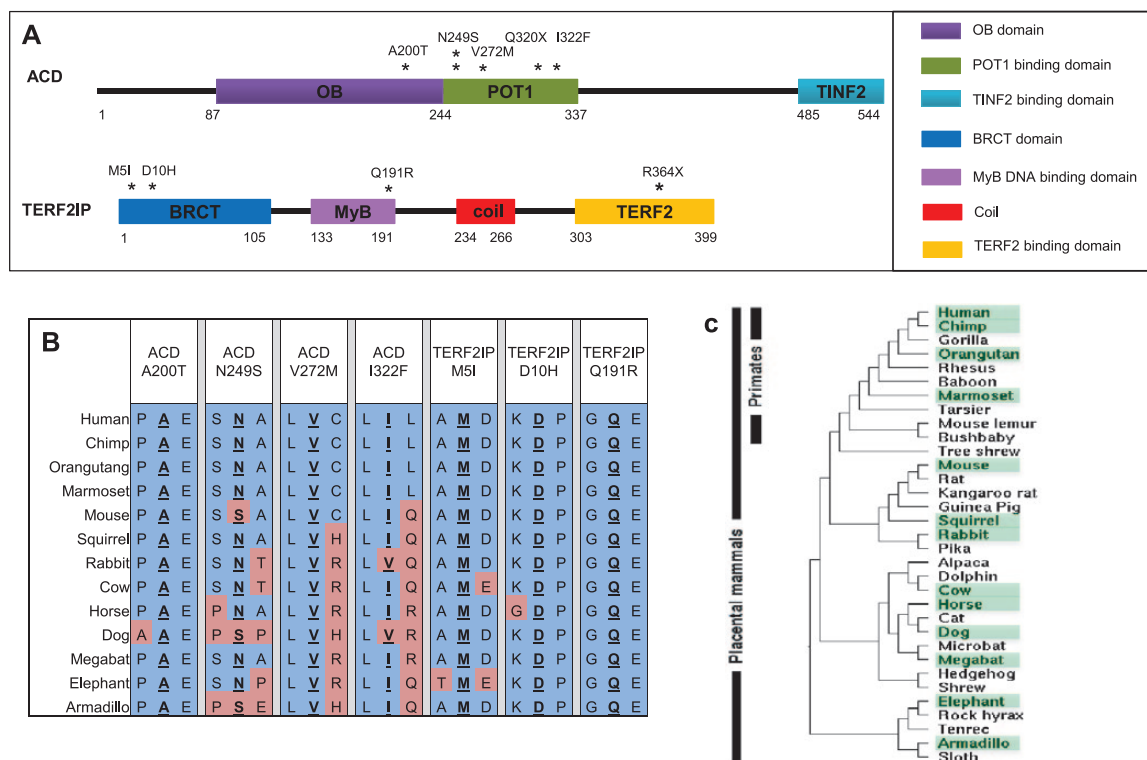 A
N249S Q320X I322F
A200T V272M
* * * * * *
ACD
OB POT1 TINF2
1 87 244 337 485 544
M5I D10H Q191R R364X
* * * *
TERF2IP
BRCT MyB coil TERF2
1 105 133 191 234 266 303 399
OB domain
POT1 binding domain
TINF2 binding domain
BRCT domain
MyB DNA binding domain
Coil
TERF2 binding domain
B
ACD ACD ACD ACD TERF2IP TERF2IP TERF2IP
A200T N249S V272M I322F M5I D10H Q191R
Human P A E S N A L V C L I L A M D K D P G Q E
Chimp P A E S N A L V C L I L A M D K D P G Q E
Orangutang P A E S N A L V C L I L A M D K D P G Q E
Marmoset P A E S N A L V C L I L A M D K D P G Q E
Mouse P A E S S A L V C L I Q A M D K D P G Q E
Squirrel P A E S N A L V H L I Q A M D K D P G Q E
Rabbit P A E S N T L V R L V Q A M D K D P G Q E
Cow P A E S N T L V R L I Q A M E K D P G Q E
Horse P A E P N A L V R L I R A M D G D P G Q E
Dog A A E P S P L V H L V R A M D K D P G Q E
Megabat P A E S N A L V R L I R A M D K D P G Q E
Elephant P A E S N P L V R L I Q T M E K D P G Q E
Armadillo P A E P S E L V H L I Q A M D K D P G Q E
c
Placental mammals
Primates
Human
Chimp
Gorilla
Orangutan
Rhesus
Baboon
Marmoset
Tarsier
Mouse lemur
Bushbaby
Tree shrew
Mouse
Rat
Kangaroo rat
Guinea Pig
Squirrel
Rabbit
Pika
Alpaca
Dolphin
Cow
Horse
Cat
Dog
Microbat
Megabat
Hedgehog
Shrew
Elephant
Rock hyrax
Tenrec
Armadillo
Sloth